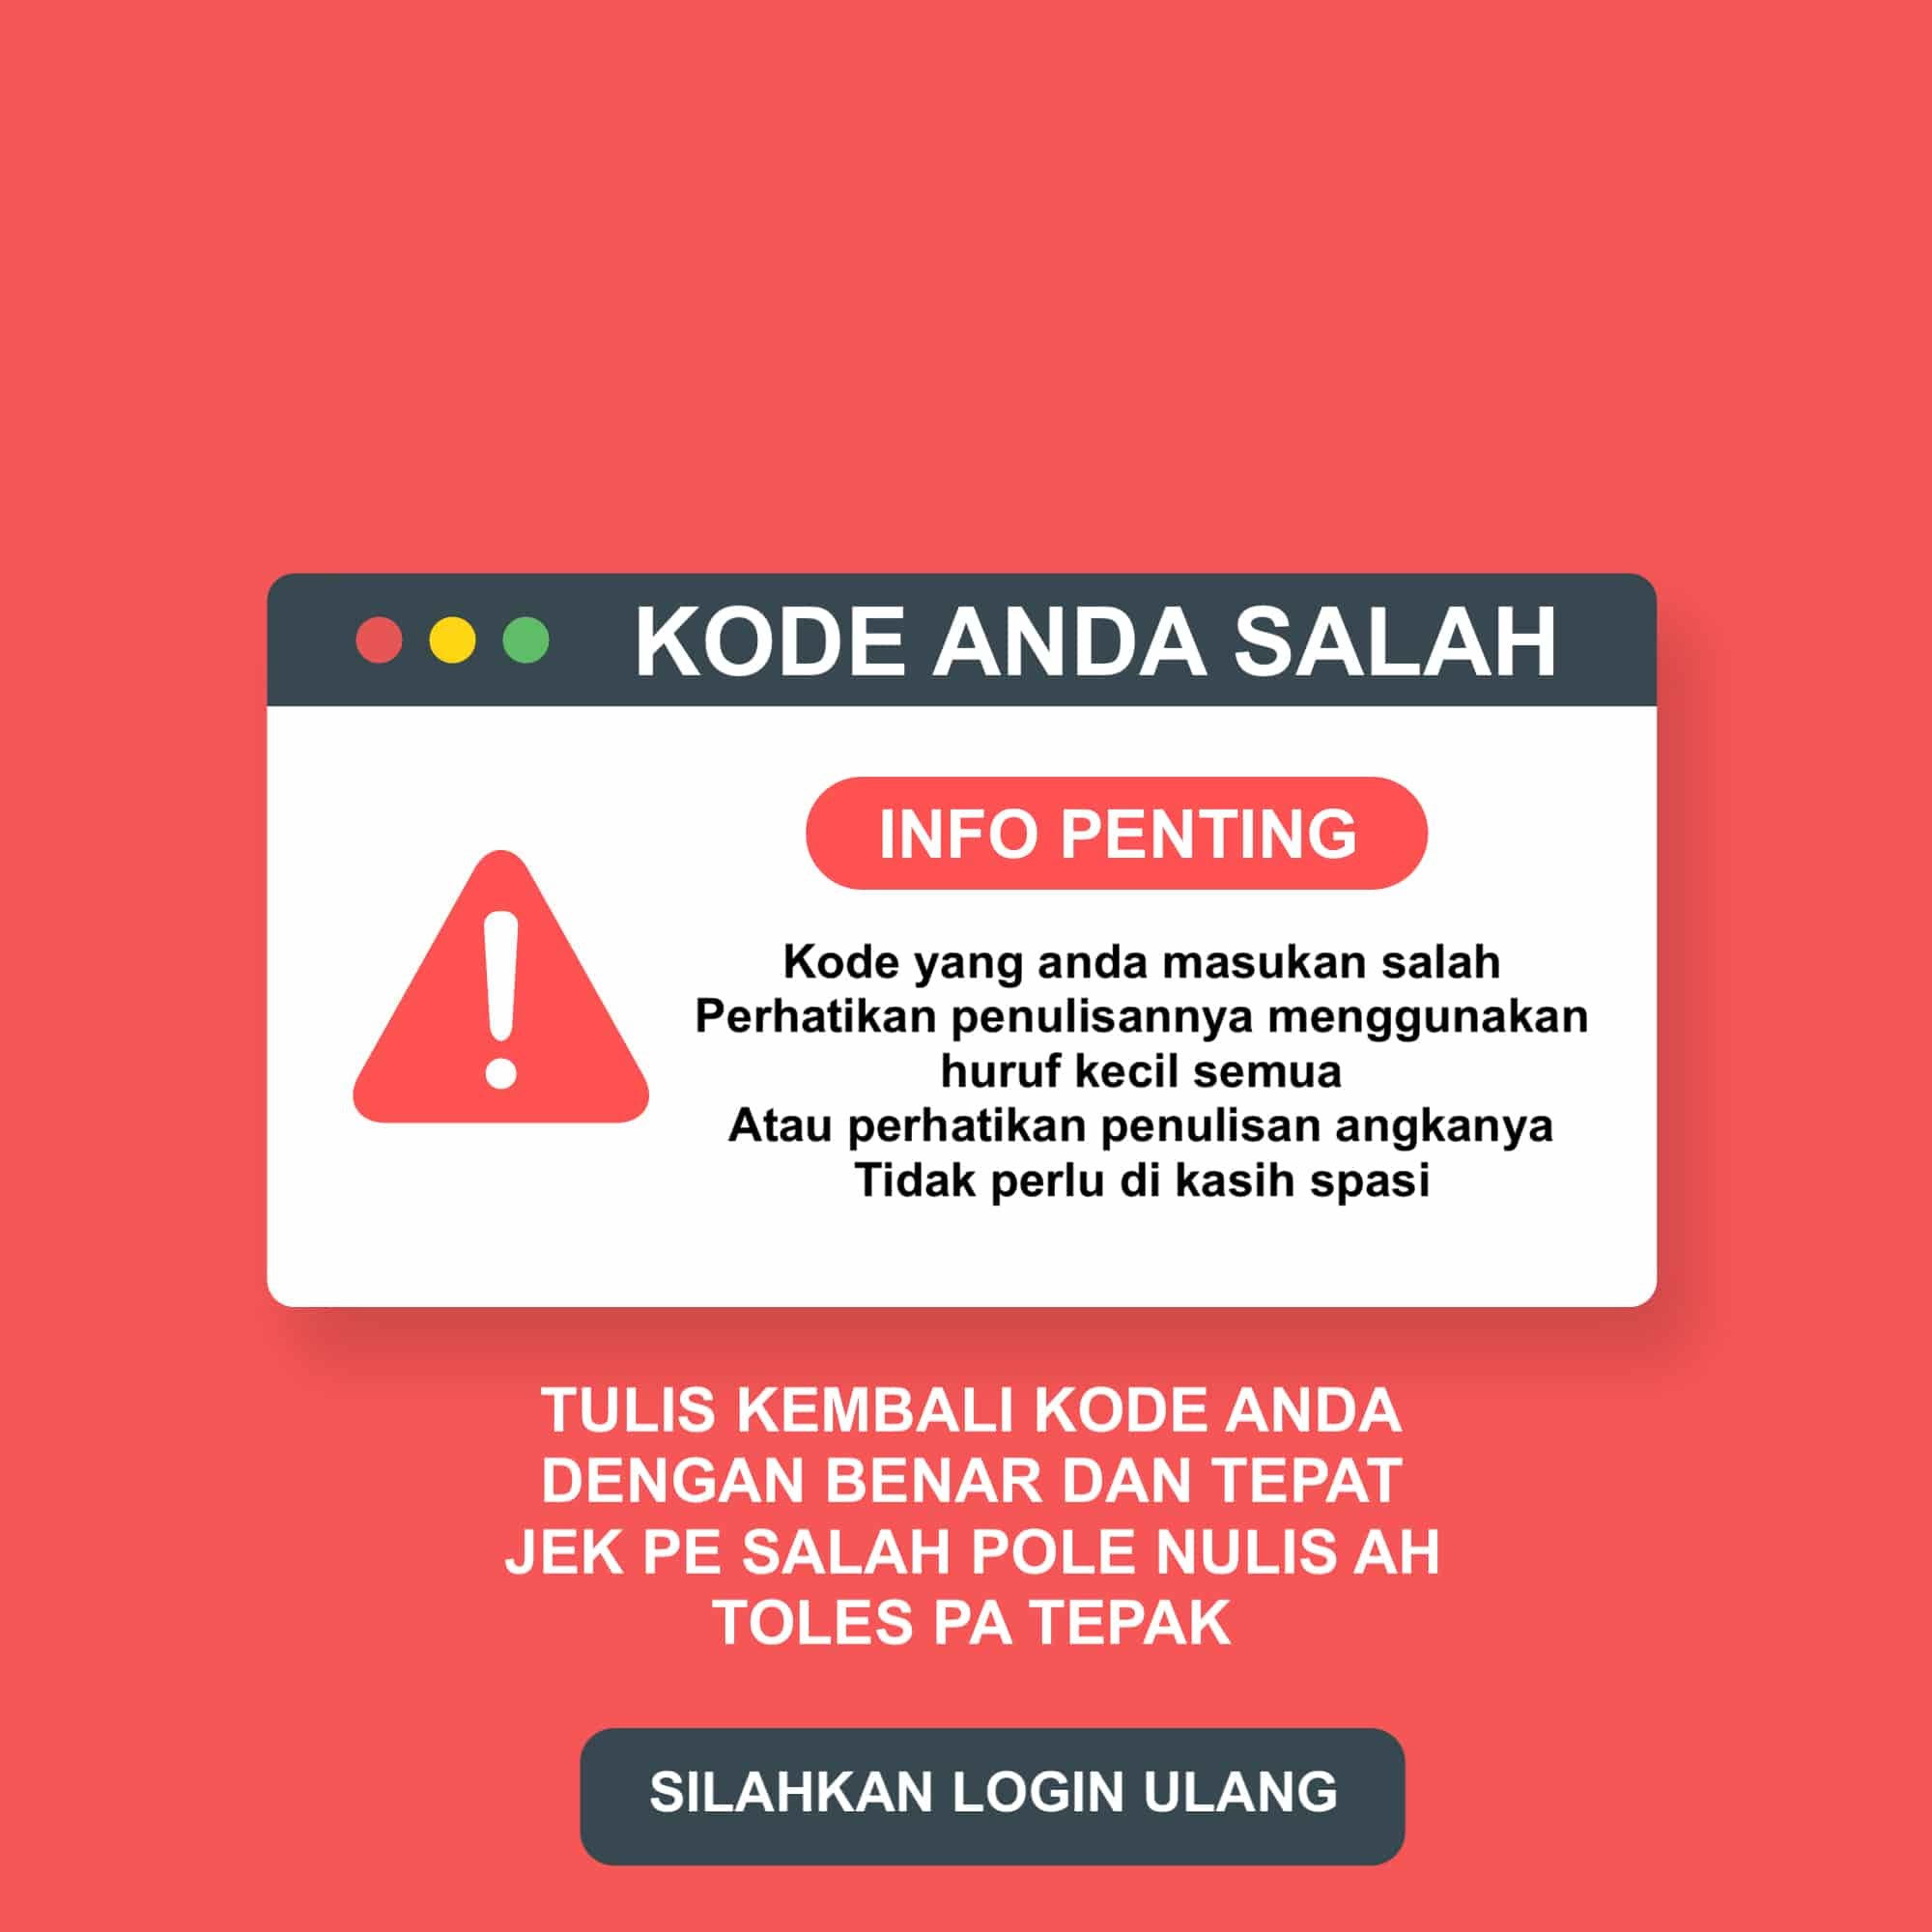 KODE ANDA SALAH
INFO PENTING
Kode yang anda masukan salah
Perhatikan penulisannya menggunakan
huruf kecil semua
Atau perhatikan penulisan angkanya
Tidak perlu di kasih spasi
TULIS KEMBALI KODE ANDA
DENGAN BENAR DAN TEPAT
JEK PE SALAH POLE NULIS AH
TOLES PA TEPAK
SILAHKAN LOGIN ULANG